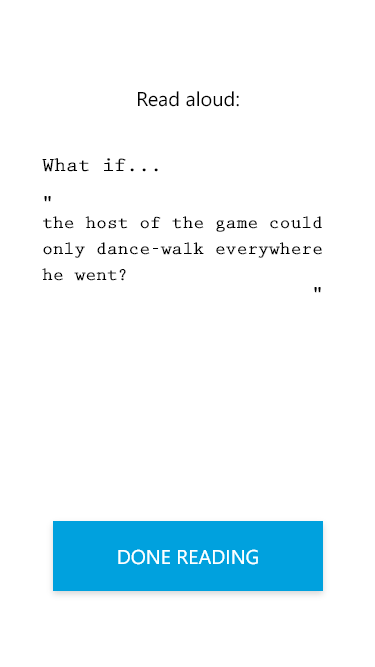 Read aloud:
What if...
"
the host of the game could
only dance-walk everywhere
he went?
"
DONE READING